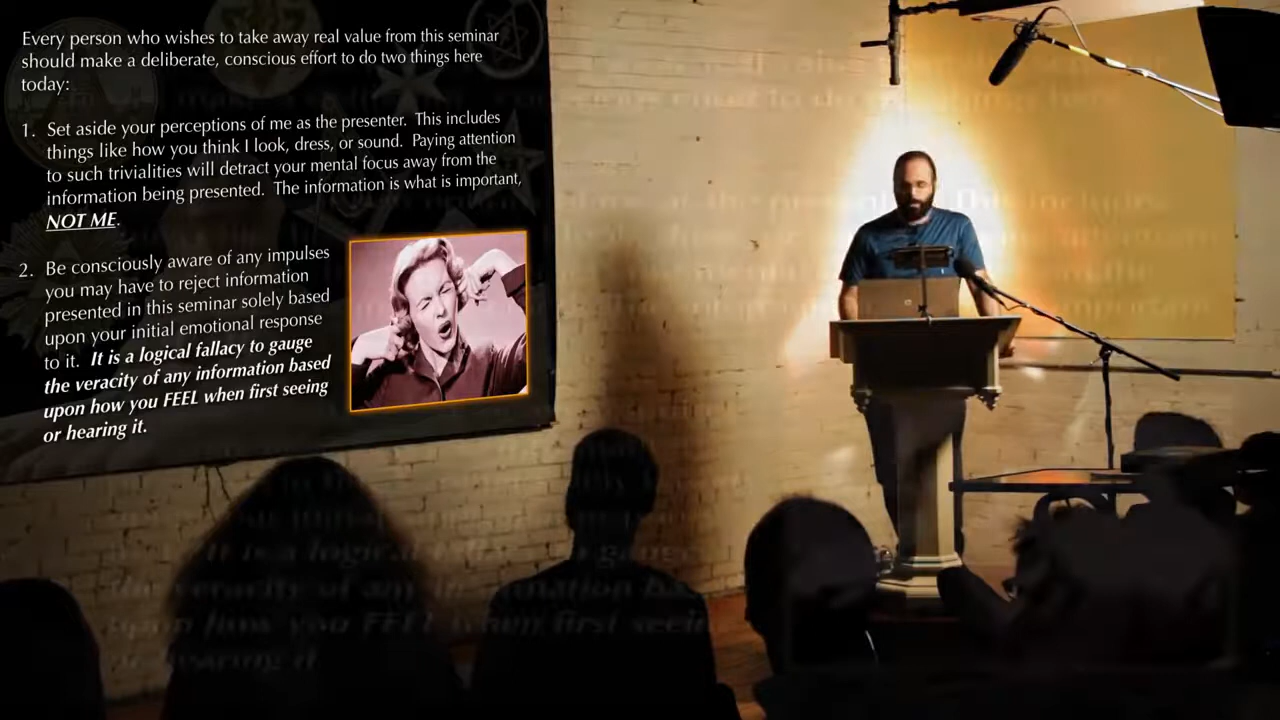 Every person who wishes to take away real value from this seminar
should make a deliberate, conscious effort to do two things here
today:
1. Set aside your perceptions of me as the presenter. This includes
things like how you think I look, dress, or sound. Paying attention
to such trivialities will detract your mental focus away from the
information being presented. The information is what is important,
NOT ME.
2. Be consciously aware of any impulses
you may have to reject information
presented in this seminar solely based
upon your initial emotional response
to it. It is a logical fallacy to gauge
the veracity of any information based
upon how you FEEL when first seeing
or hearing it.